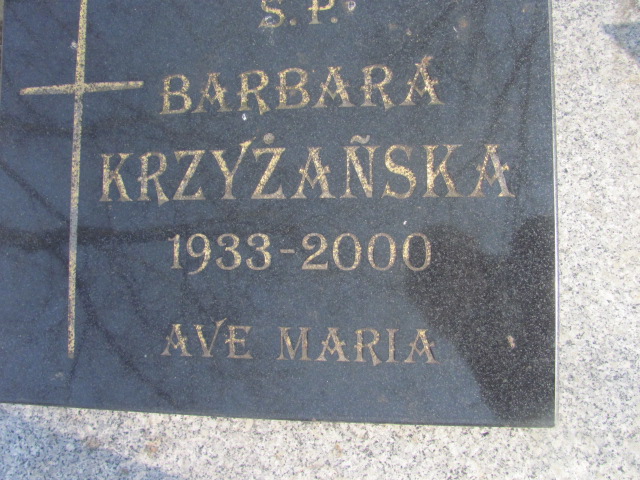 Ś.P.
BARBARA
KRZYŻAŃSKA
1933-2000
AVE MARIA